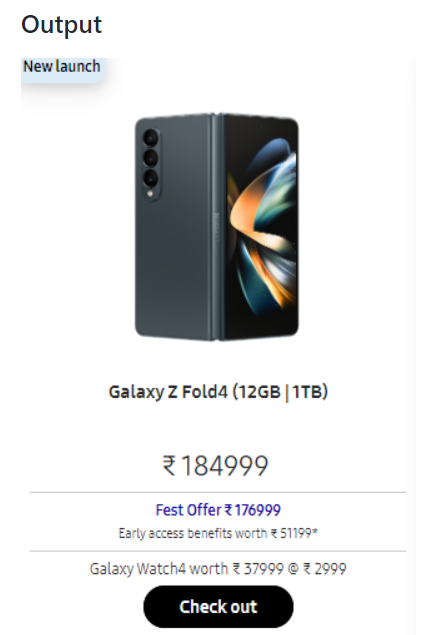 Output
New launch
Galaxy Z Fold4 (12GB | 1TB)
₹ 184999
Fest Offer ₹ 176999
Early access benefits worth ₹ 51199*
Galaxy Watch4 worth ₹ 37999 @ ₹ 2999
Check out